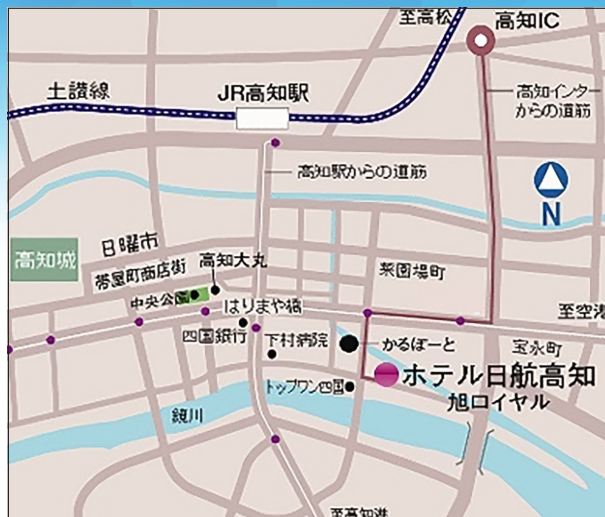 至高松
高知IC
土讃線
JR高知駅
高知インター
からの道筋
高知駅からの道筋
N
日曜市
高知城
帯屋町商店街
高知大丸
菜園場町
中央公園
はりまや橋
至空港
四国銀行
下村病院
かるぽーと
宝永町
ホテル日航高知
旭ロイヤル
トップワン四国
鏡川
至高知港